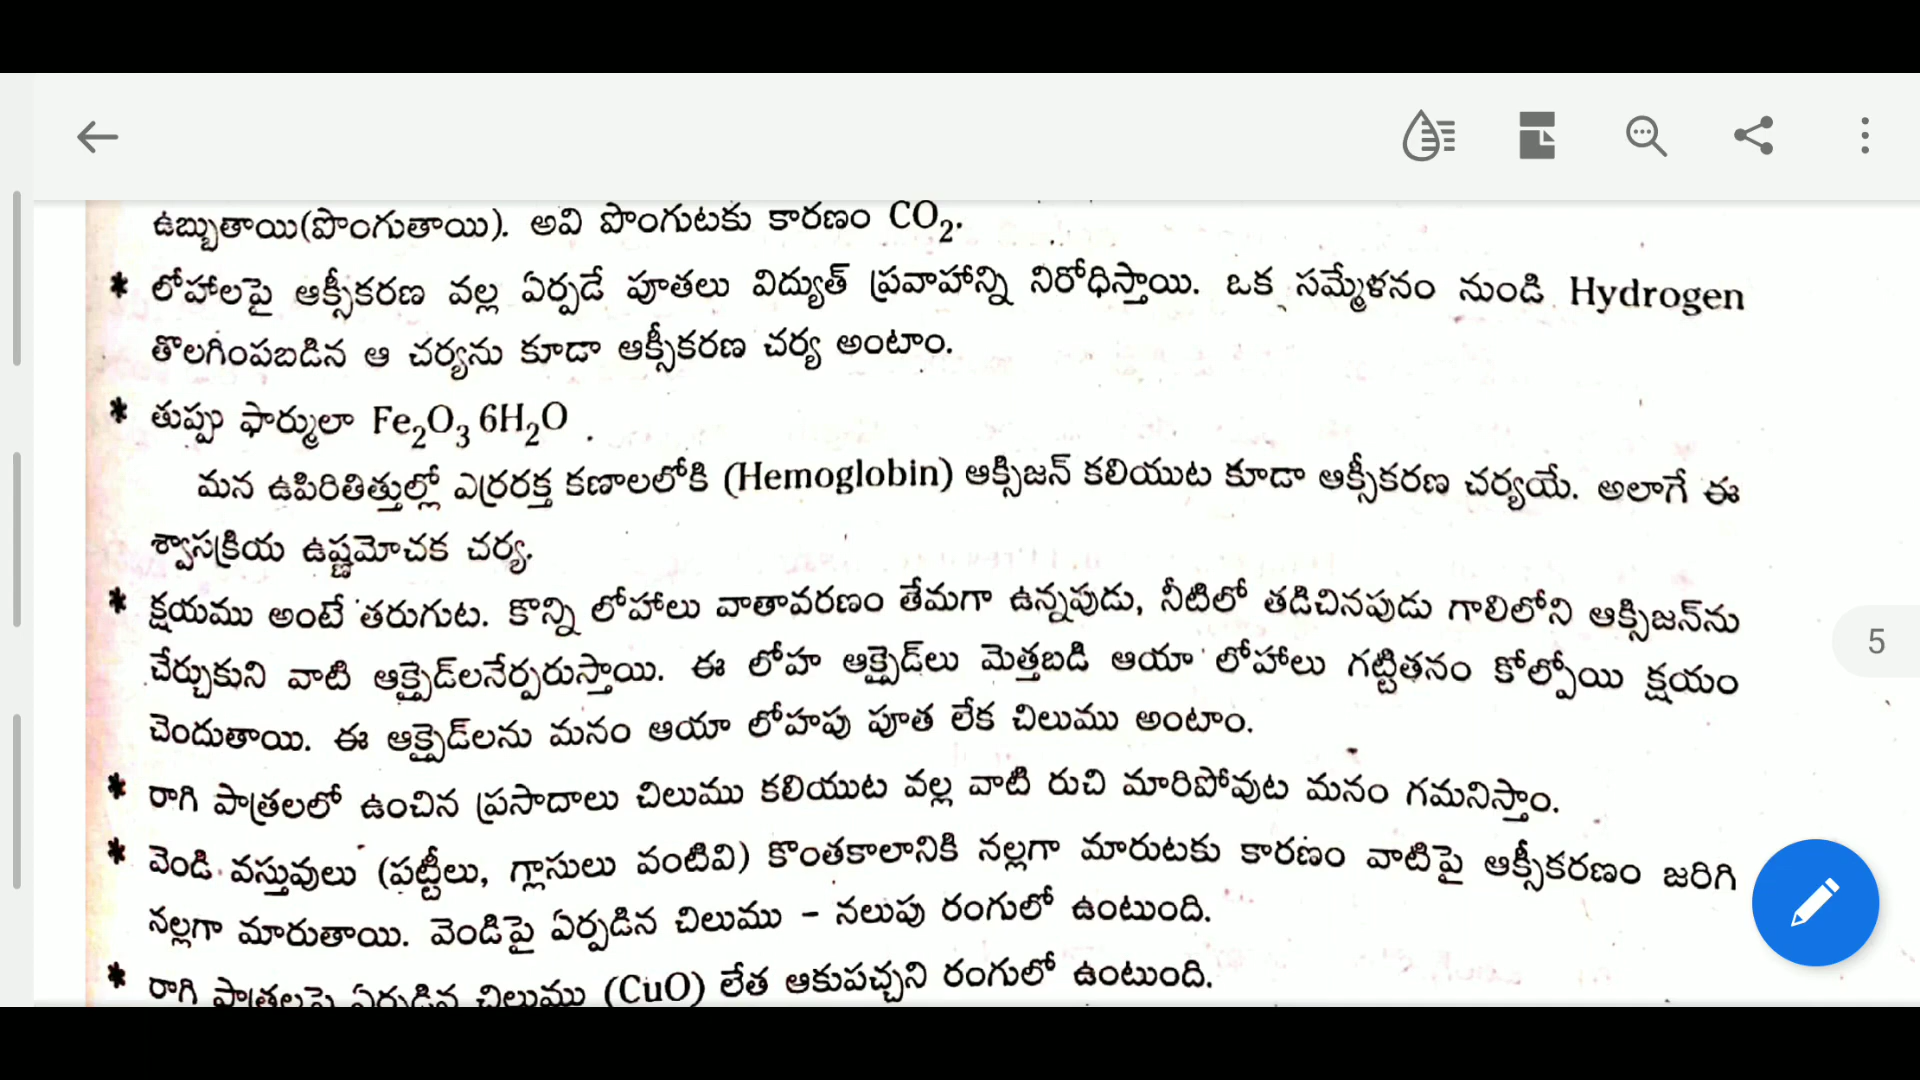 ఉబ్బుతాయి(పొంగుతాయి). అవి పొంగుటకు కారణం CO2.
* లోహాలపై ఆక్సీకరణ వల్ల ఏర్పడే పూతలు విద్యుత్ ప్రవాహాన్ని నిరోధిస్తాయి. ఒక సమ్మేళనం నుండి Hydrogen
తొలగింపబడిన ఆ చర్యను కూడా ఆక్సీకరణ చర్య అంటాం.
* తుప్పు ఫార్ములా Fe2O3 6H2O .
మన ఉపిరితిత్తుల్లో ఎర్రరక్త కణాలలోకి (Hemoglobin) ఆక్సిజన్ కలియుట కూడా ఆక్సీకరణ చర్యయే. అలాగే ఈ
శ్వాసక్రియ ఉష్ణమోచక చర్య.
* క్షయము అంటే తరుగుట. కొన్ని లోహాలు వాతావరణం తేమగా ఉన్నపుడు, నీటిలో తడిచినపుడు గాలిలోని ఆక్సిజన్‌ను
చేర్చుకుని వాటి ఆక్సైడ్‌లనేర్పరుస్తాయి. ఈ లోహ ఆక్సైడ్‌లు మెత్తబడి ఆయా లోహాలు గట్టితనం కోల్పోయి క్షయం
చెందుతాయి. ఈ ఆక్సైడ్‌లను మనం ఆయా లోహపు పూత లేక చిలుము అంటాం.
5
* రాగి పాత్రలలో ఉంచిన ప్రసాదాలు చిలుము కలియుట వల్ల వాటి రుచి మారిపోవుట మనం గమనిస్తాం.
* వెండి వస్తువులు (పట్టీలు, గ్లాసులు వంటివి) కొంతకాలానికి నల్లగా మారుటకు కారణం వాటిపై ఆక్సీకరణం జరిగి
నల్లగా మారుతాయి. వెండిపై ఏర్పడిన చిలుము – నలుపు రంగులో ఉంటుంది.
* రాగి పాత్రలపై ఏర్పడిన చిలుము (CuO) లేత ఆకుపచ్చని రంగులో ఉంటుంది.